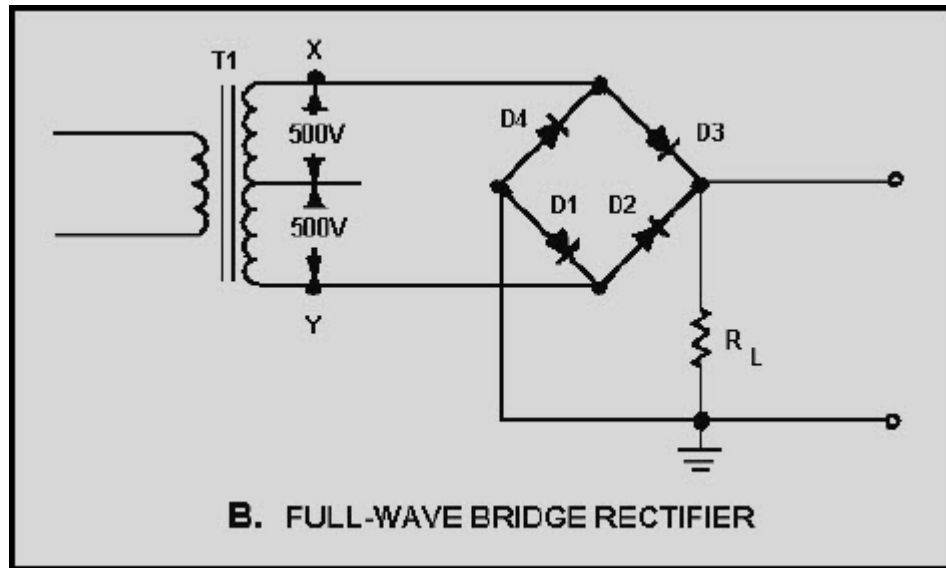 X
T1
500V
500V
Y
D4
D3
D1
D2
R L
B. FULL-WAVE BRIDGE RECTIFIER